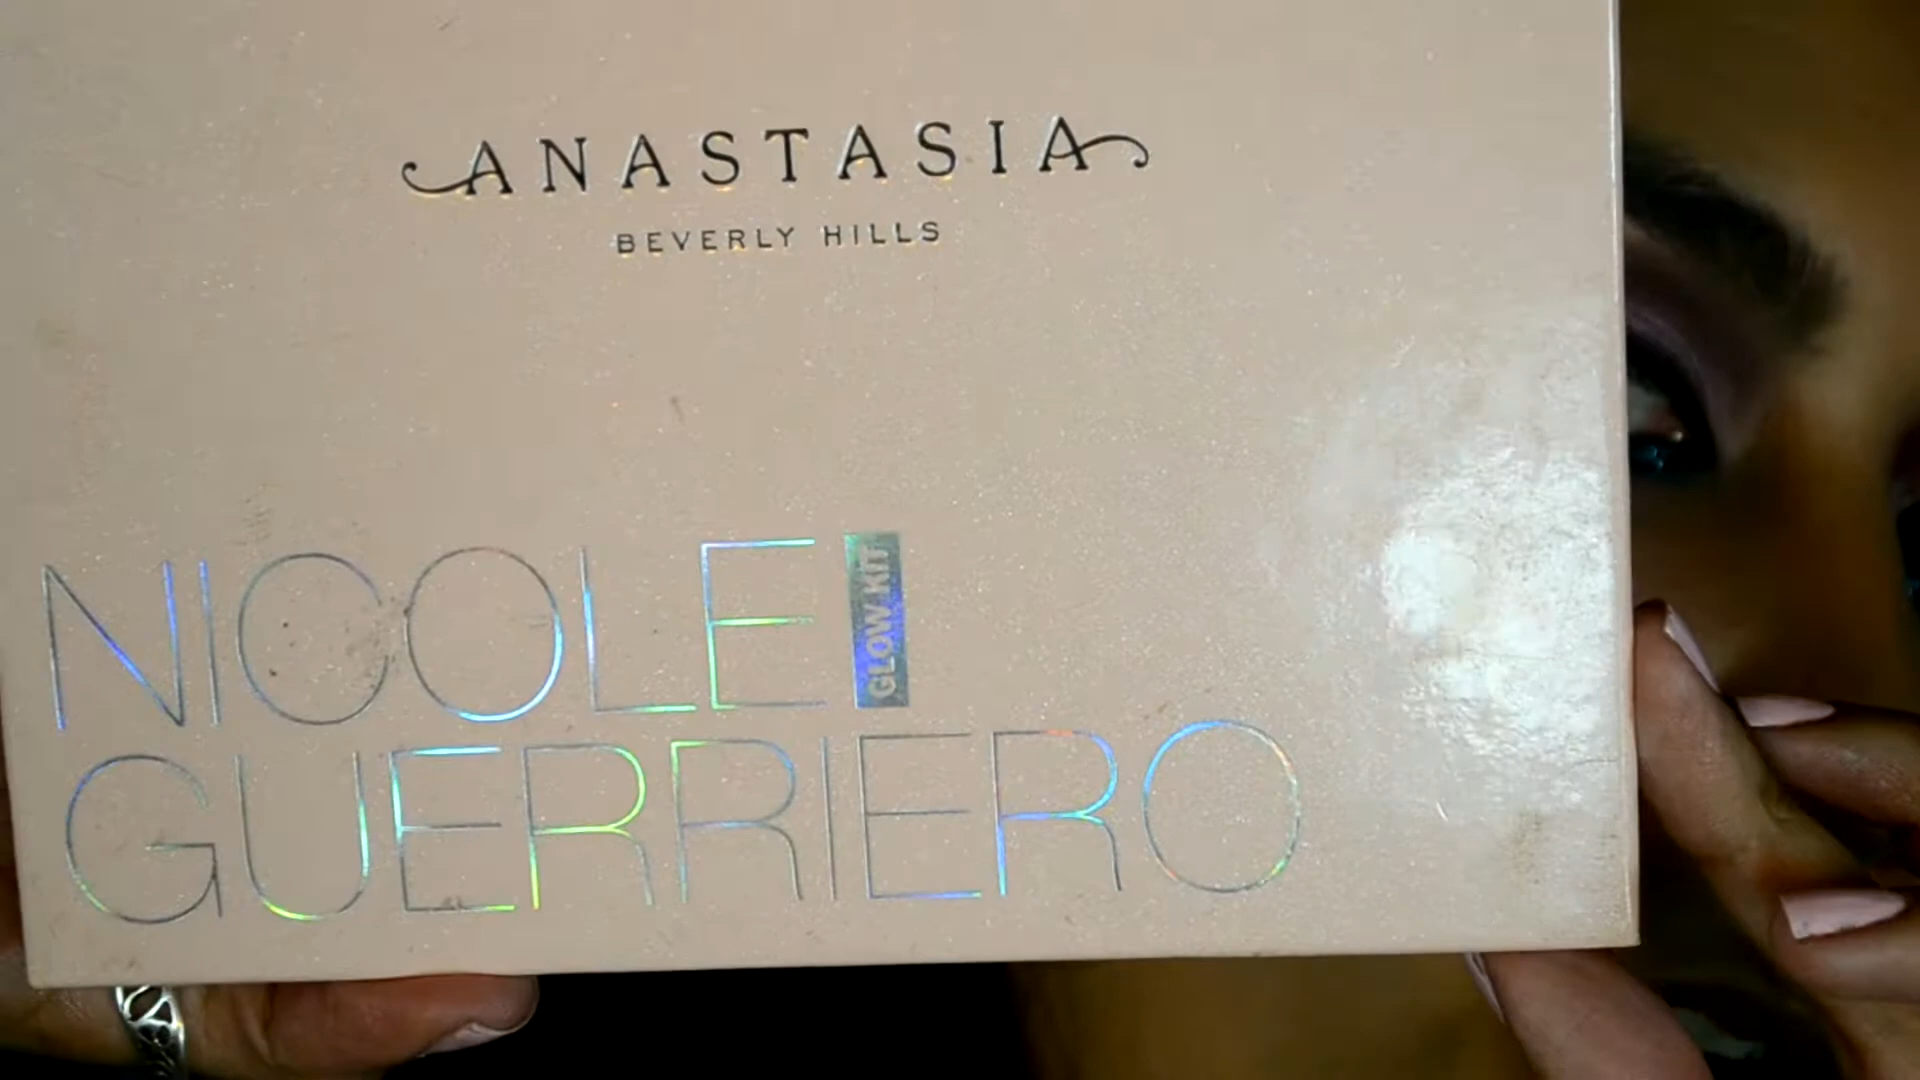 ANASTASIA
BEVERLY HILLS
NICOLE
GLOW KIT
GUERRIERO